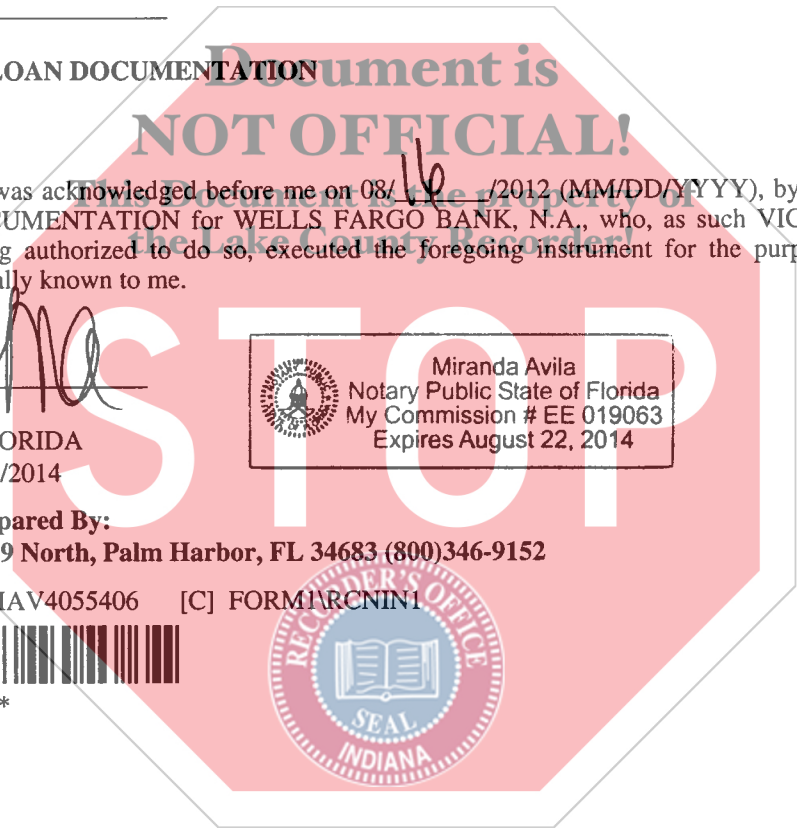 LOAN DOCUMENTATION
Document is
NOT OFFICIAL!
was acknowledged before me on 08/ 16 /2012 (MM/DD/YYYY), by
This Document is the property of
CUMENTATION for WELLS FARGO BANK, N.A., who, as such VIC
the Lake County Recorder!
g authorized to do so, executed the foregoing instrument for the purp
ally known to me.
STOP
Miranda Avila
Notary Public State of Florida
My Commission # EE 019063
Expires August 22, 2014
ORIDA
/2014
pared By:
9 North, Palm Harbor, FL 34683 (800)346-9152
IAV4055406 [C] FORM1\RCNIN1
*
RECORDER'S OFFICE
SEAL
INDIANA